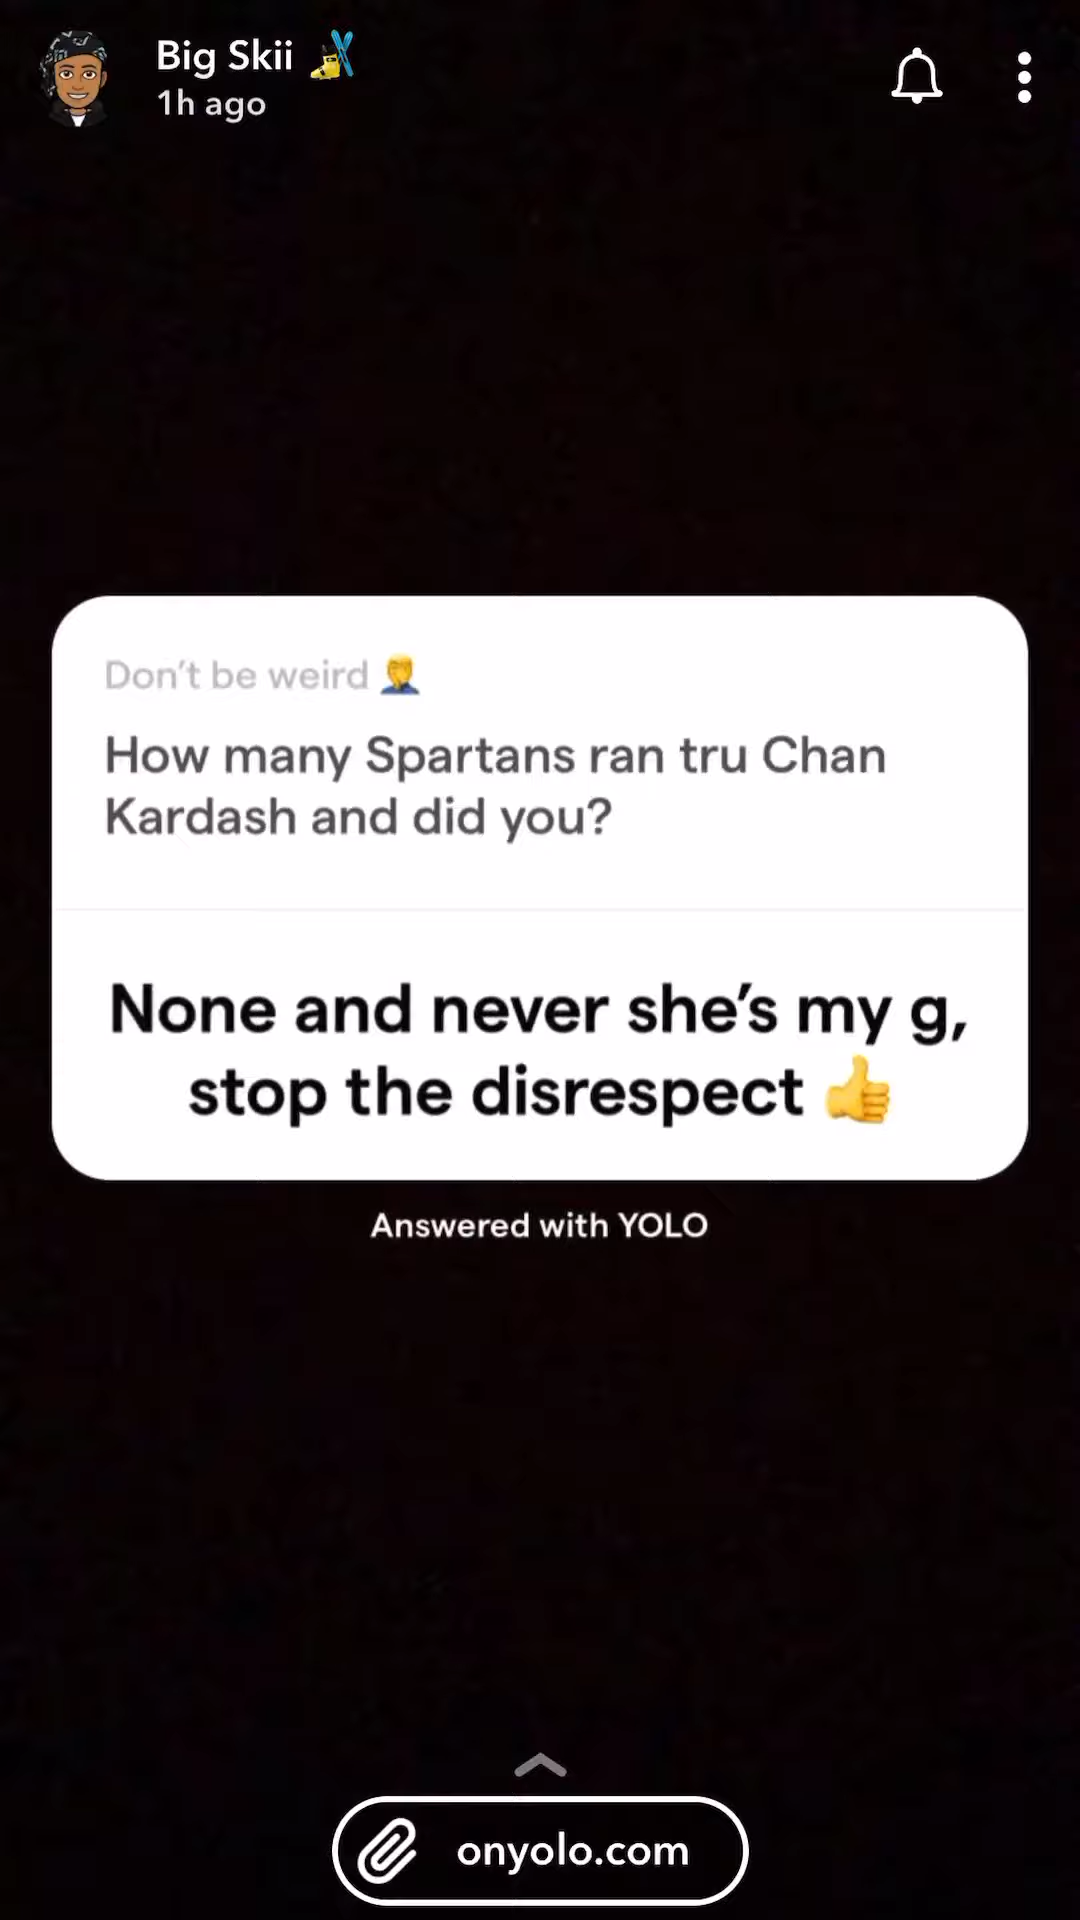 Big Skii 🎿
1h ago
Don't be weird 🤦‍♂️
How many Spartans ran tru Chan
Kardash and did you?
None and never she's my g,
stop the disrespect 👍
Answered with YOLO
onyolo.com